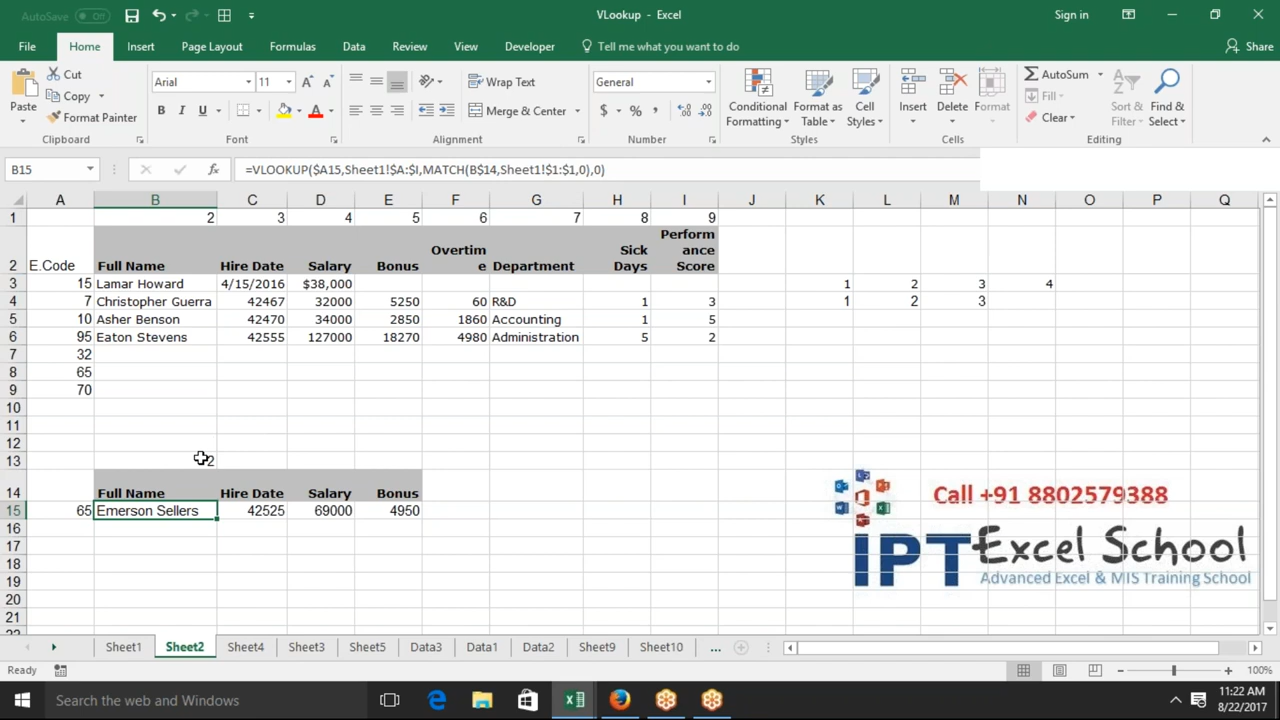 AutoSave Off
VLookup - Excel
Sign in
File Home Insert Page Layout Formulas Data Review View Developer Tell me what you want to do Share
Paste
Cut
Copy
Format Painter
Clipboard
Arial 11
B I U
Font
Wrap Text
Merge & Center
Alignment
General
$ % ,
Number
Conditional Formatting
Format as Table
Cell Styles
Styles
Insert
Delete
Format
Cells
AutoSum
Fill
Clear
Sort & Filter
Find & Select
Editing
B15 fx =VLOOKUP($A15,Sheet1!$A:$I,MATCH(B$14,Sheet1!$1:$1,0),0)
A B C D E F G H I J K L M N O P Q
1 2 3 4 5 6 7 8 9
2 E.Code Full Name Hire Date Salary Bonus Overtime Department Sick Days Performance Score
3 15 Lamar Howard 4/15/2016 $38,000 1 2 3 4
4 7 Christopher Guerra 42467 32000 5250 60 R&D 1 3 1 2 3
5 10 Asher Benson 42470 34000 2850 1860 Accounting 1 5
6 95 Eaton Stevens 42555 127000 18270 4980 Administration 5 2
7 32
8 65
9 70
10
11
12
13 2
14 Full Name Hire Date Salary Bonus
15 65 Emerson Sellers 42525 69000 4950
16
17
18
19
20
21
Call +91 8802579388
IPT Excel School
Advanced Excel & MIS Training School
Sheet1 Sheet2 Sheet4 Sheet3 Sheet5 Data3 Data1 Data2 Sheet9 Sheet10 ...
Ready
100%
Search the web and Windows
11:22 AM
8/22/2017